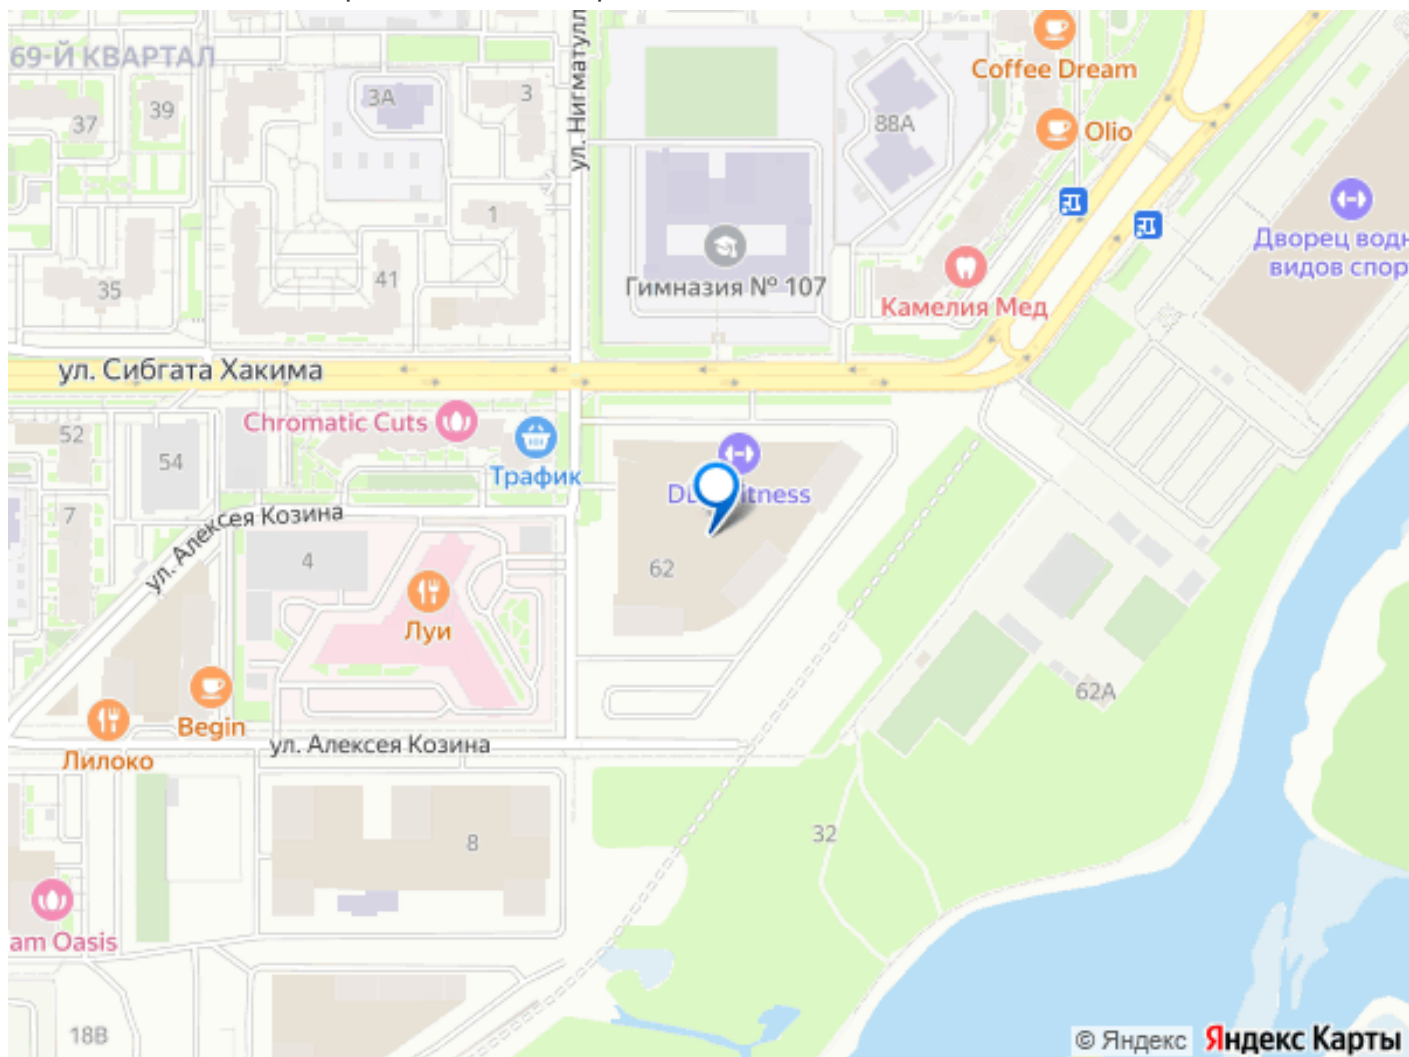 69-Й КВАРТАЛ
39
37
3А
3
ул. Нигматулл
Coffee Dream
88А
Olio
1
Дворец водн
видов спор
35
41
Гимназия № 107
Камелия Мед
ул. Сибгата Хакима
Chromatic Cuts
52
54
Трафик
itness
7
ул. Алексея Козина
4
62
Луи
62А
Begin
Лилоко
ул. Алексея Козина
32
8
am Oasis
18В
© Яндекс Яндекс Карты